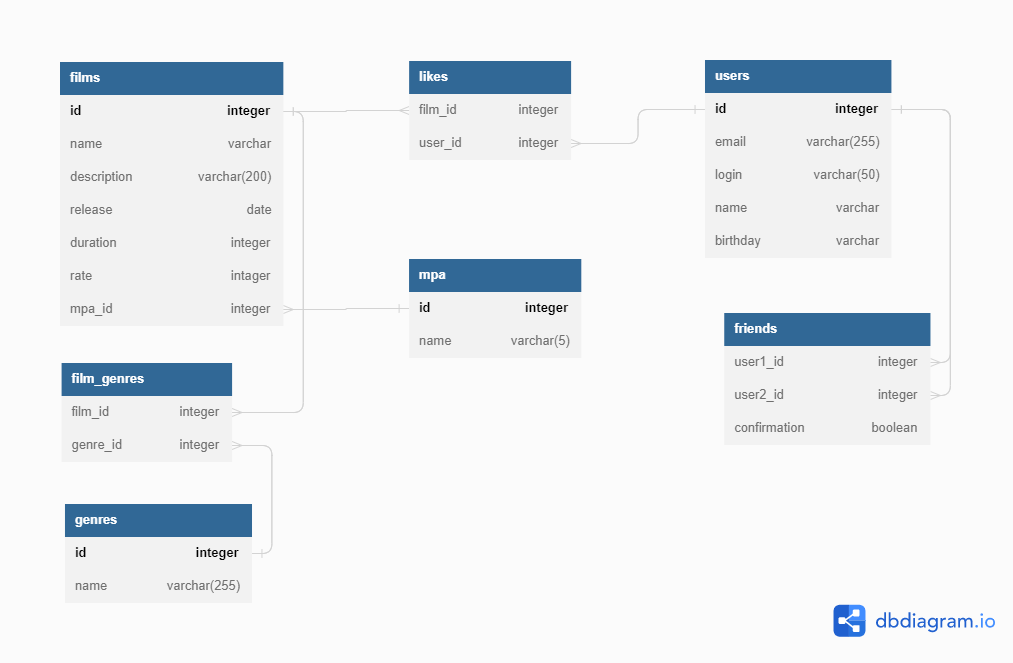 films
id integer
name varchar
description varchar(200)
release date
duration integer
rate intager
mpa_id integer
likes
film_id integer
user_id integer
users
id integer
email varchar(255)
login varchar(50)
name varchar
birthday varchar
mpa
id integer
name varchar(5)
friends
user1_id integer
user2_id integer
confirmation boolean
film_genres
film_id integer
genre_id integer
genres
id integer
name varchar(255)
dbdiagram.io